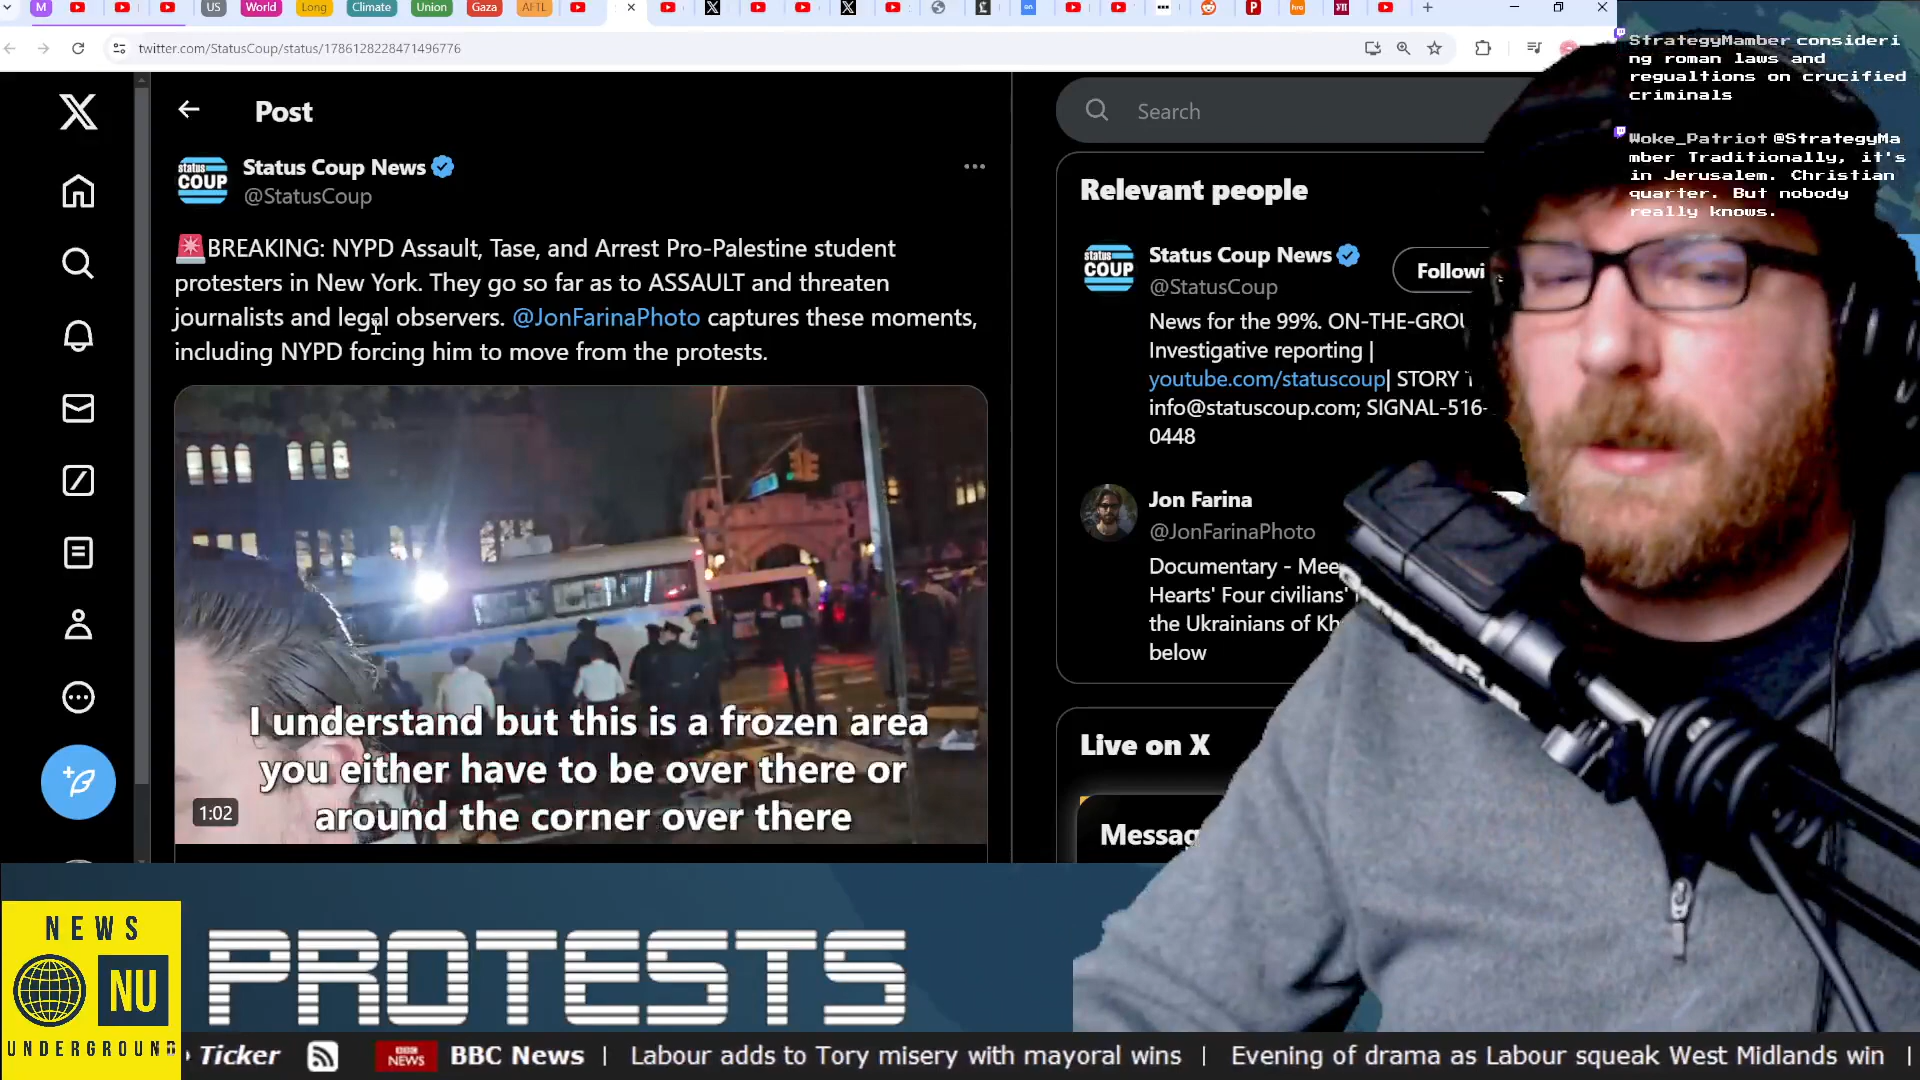 US
World
Long
Climate
Union
Gaza
AFTL
twitter.com/StatusCoup/status/1786128228471496776
Post
Status Coup News
@StatusCoup
status
COUP
🚨BREAKING: NYPD Assault, Tase, and Arrest Pro-Palestine student
protesters in New York. They go so far as to ASSAULT and threaten
journalists and legal observers. @JonFarinaPhoto captures these moments,
including NYPD forcing him to move from the protests.
I understand but this is a frozen area
you either have to be over there or
around the corner over there
1:02
Search
Relevant people
status
COUP
Status Coup News
@StatusCoup
Followi
News for the 99%. ON-THE-GROU
Investigative reporting |
youtube.com/statuscoup| STORY T
info@statuscoup.com; SIGNAL-516-
0448
Jon Farina
@JonFarinaPhoto
Documentary - Mee
Hearts' Four civilians'
the Ukrainians of Kh
below
Live on X
Messag
StrategyMamber consideri
ng roman laws and
regualtions on crucified
criminals
Woke_Patriot @StrategyMa
mber Traditionally, it's
in Jerusalem. Christian
quarter. But nobody
really knows.
NEWS
NU
UNDERGROUND
PROTESTS
Ticker
BBC NEWS
BBC News | Labour adds to Tory misery with mayoral wins | Evening of drama as Labour squeak West Midlands win |